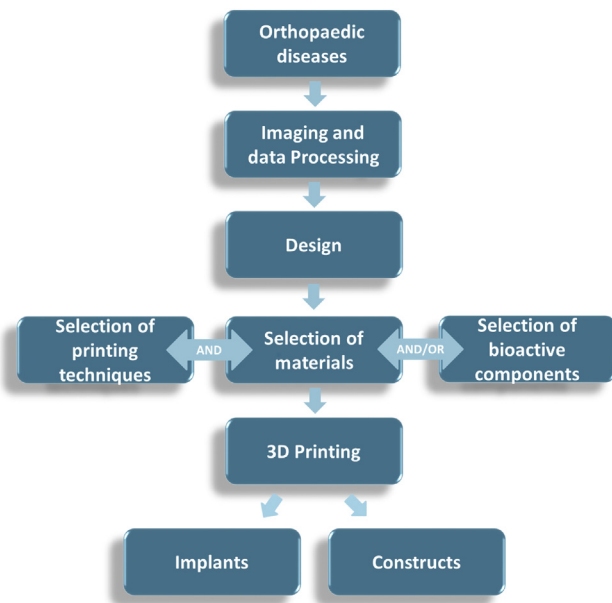 Orthopaedic
diseases
Imaging and
data Processing
Design
Selection of
printing
techniques
AND
Selection of
materials
AND/OR
Selection of
bioactive
components
3D Printing
Implants
Constructs